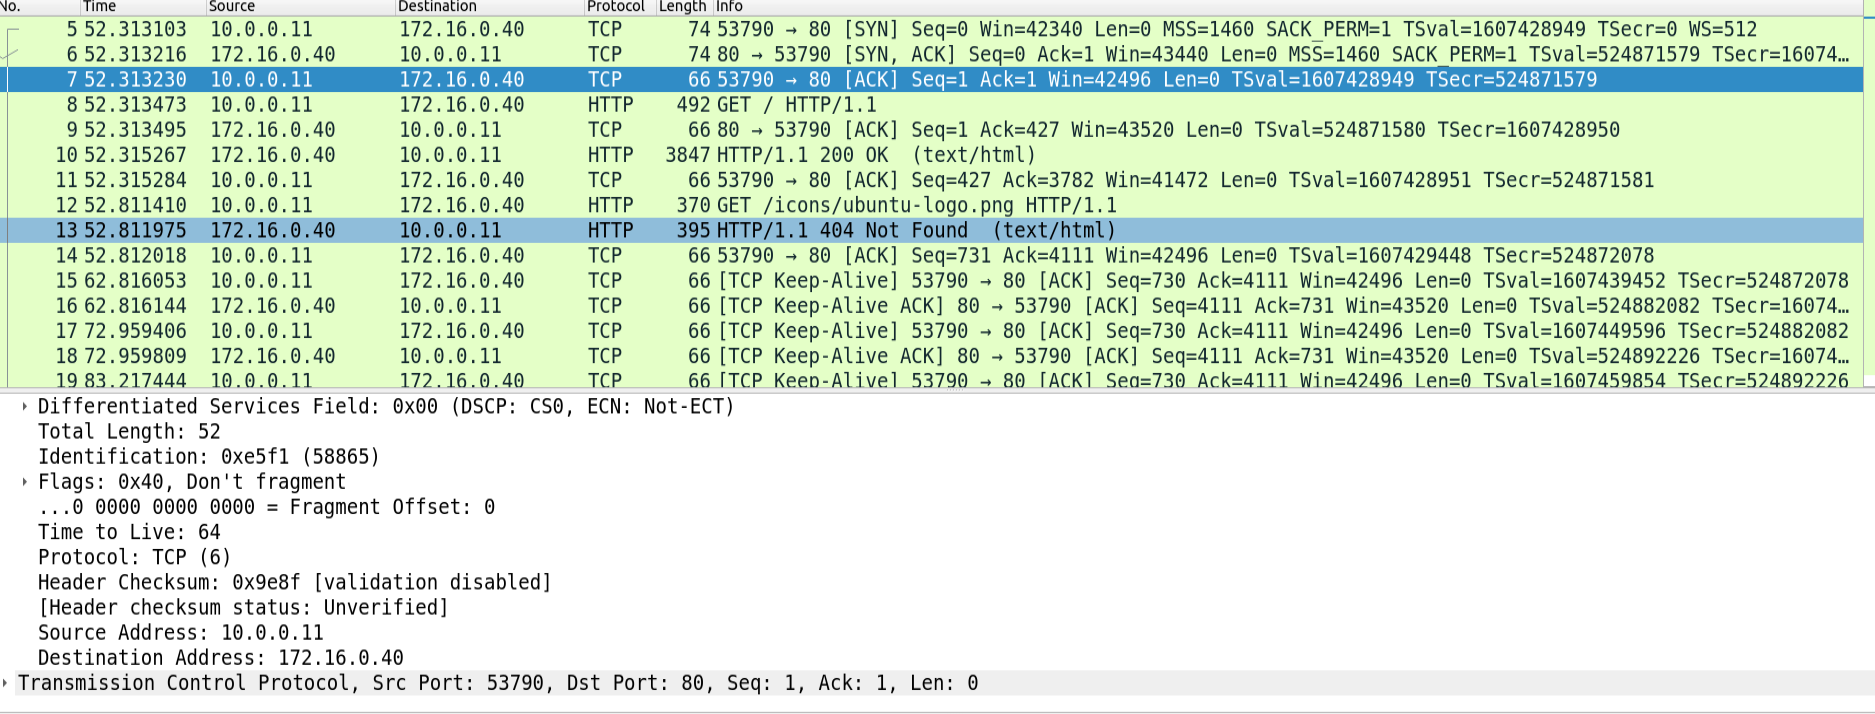 No. Time Source Destination Protocol Length Info
5 52.313103 10.0.0.11 172.16.0.40 TCP 74 53790 → 80 [SYN] Seq=0 Win=42340 Len=0 MSS=1460 SACK_PERM=1 TSval=1607428949 TSecr=0 WS=512
6 52.313216 172.16.0.40 10.0.0.11 TCP 74 80 → 53790 [SYN, ACK] Seq=0 Ack=1 Win=43440 Len=0 MSS=1460 SACK_PERM=1 TSval=524871579 TSecr=16074…
7 52.313230 10.0.0.11 172.16.0.40 TCP 66 53790 → 80 [ACK] Seq=1 Ack=1 Win=42496 Len=0 TSval=1607428949 TSecr=524871579
8 52.313473 10.0.0.11 172.16.0.40 HTTP 492 GET / HTTP/1.1
9 52.313495 172.16.0.40 10.0.0.11 TCP 66 80 → 53790 [ACK] Seq=1 Ack=427 Win=43520 Len=0 TSval=524871580 TSecr=1607428950
10 52.315267 172.16.0.40 10.0.0.11 HTTP 3847 HTTP/1.1 200 OK (text/html)
11 52.315284 10.0.0.11 172.16.0.40 TCP 66 53790 → 80 [ACK] Seq=427 Ack=3782 Win=41472 Len=0 TSval=1607428951 TSecr=524871581
12 52.811410 10.0.0.11 172.16.0.40 HTTP 370 GET /icons/ubuntu-logo.png HTTP/1.1
13 52.811975 172.16.0.40 10.0.0.11 HTTP 395 HTTP/1.1 404 Not Found (text/html)
14 52.812018 10.0.0.11 172.16.0.40 TCP 66 53790 → 80 [ACK] Seq=731 Ack=4111 Win=42496 Len=0 TSval=1607429448 TSecr=524872078
15 62.816053 10.0.0.11 172.16.0.40 TCP 66 [TCP Keep-Alive] 53790 → 80 [ACK] Seq=730 Ack=4111 Win=42496 Len=0 TSval=1607439452 TSecr=524872078
16 62.816144 172.16.0.40 10.0.0.11 TCP 66 [TCP Keep-Alive ACK] 80 → 53790 [ACK] Seq=4111 Ack=731 Win=43520 Len=0 TSval=524882082 TSecr=16074…
17 72.959406 10.0.0.11 172.16.0.40 TCP 66 [TCP Keep-Alive] 53790 → 80 [ACK] Seq=730 Ack=4111 Win=42496 Len=0 TSval=1607449596 TSecr=524882082
18 72.959809 172.16.0.40 10.0.0.11 TCP 66 [TCP Keep-Alive ACK] 80 → 53790 [ACK] Seq=4111 Ack=731 Win=43520 Len=0 TSval=524892226 TSecr=16074…
19 83.217444 10.0.0.11 172.16.0.40 TCP 66 [TCP Keep-Alive] 53790 → 80 [ACK] Seq=730 Ack=4111 Win=42496 Len=0 TSval=1607459854 TSecr=524892226
Differentiated Services Field: 0x00 (DSCP: CS0, ECN: Not-ECT)
Total Length: 52
Identification: 0xe5f1 (58865)
Flags: 0x40, Don't fragment
...0 0000 0000 0000 = Fragment Offset: 0
Time to Live: 64
Protocol: TCP (6)
Header Checksum: 0x9e8f [validation disabled]
[Header checksum status: Unverified]
Source Address: 10.0.0.11
Destination Address: 172.16.0.40
Transmission Control Protocol, Src Port: 53790, Dst Port: 80, Seq: 1, Ack: 1, Len: 0